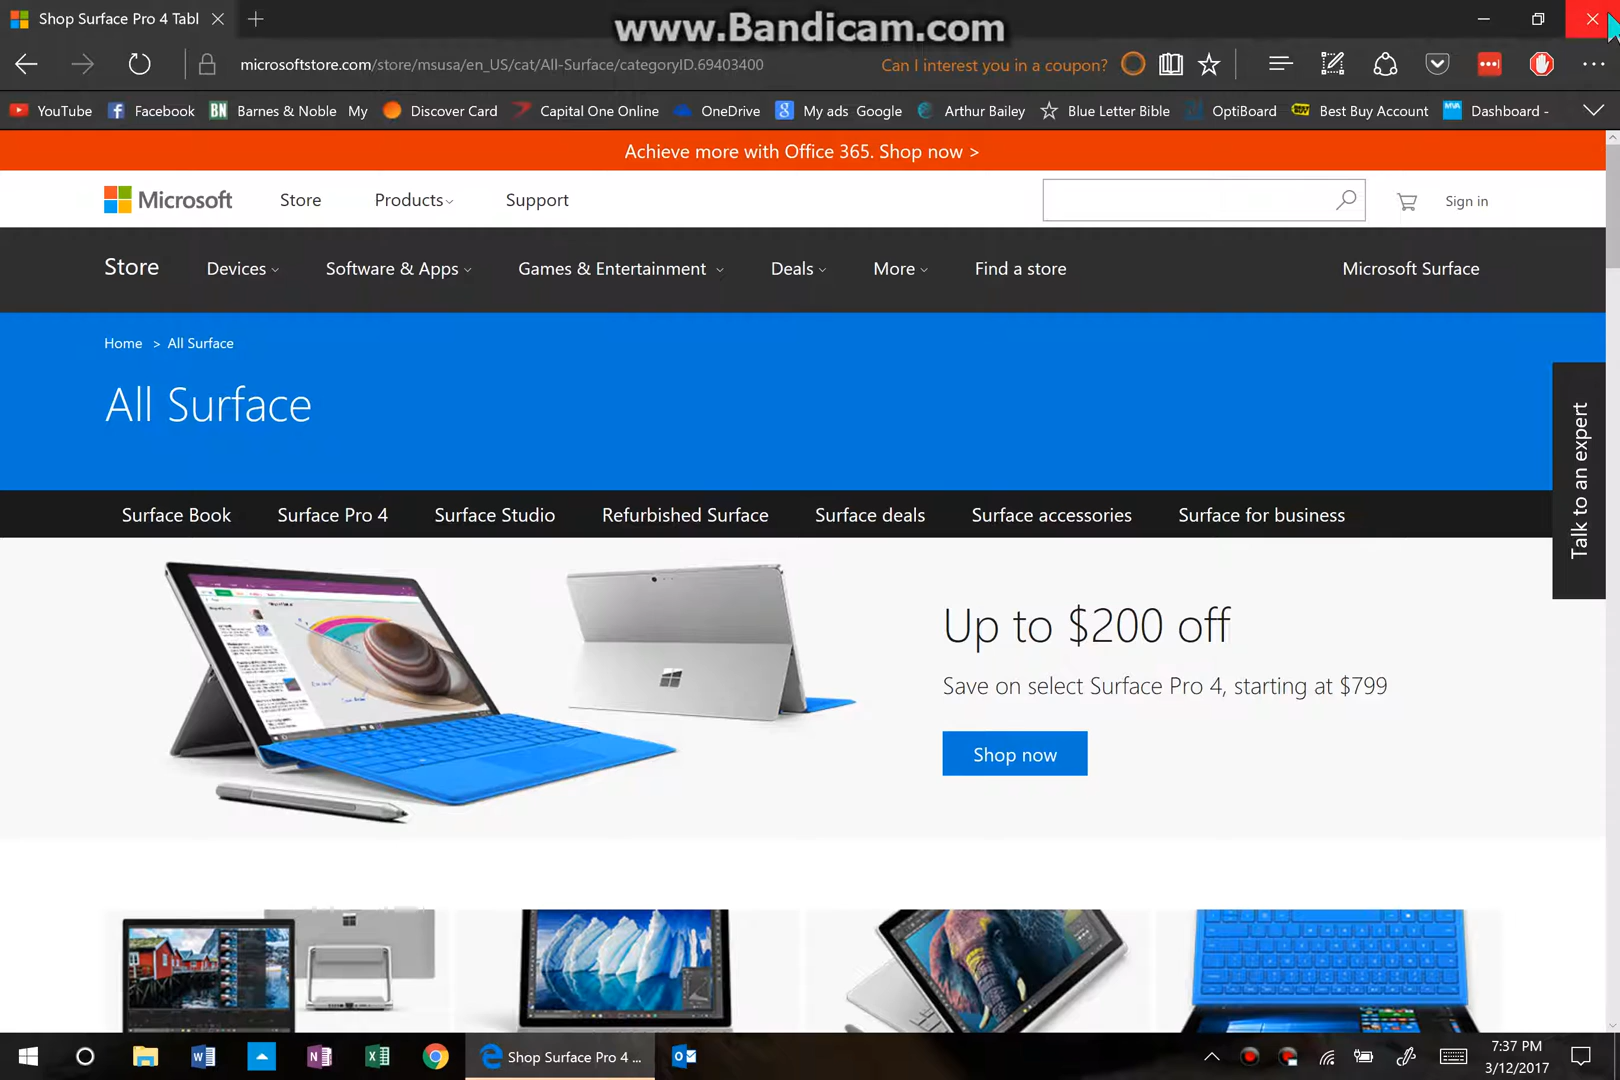 Shop Surface Pro 4 Tabl
www.Bandicam.com
microsoftstore.com/store/msusa/en_US/cat/All-Surface/categoryID.69403400
Can I interest you in a coupon?
YouTube Facebook BN Barnes & Noble My Discover Card Capital One Online OneDrive g My ads Google Arthur Bailey Blue Letter Bible OptiBoard Best Buy Account MVA Dashboard -
Achieve more with Office 365. Shop now >
Microsoft Store Products Support Sign in
Store Devices Software & Apps Games & Entertainment Deals More Find a store Microsoft Surface
Home > All Surface
All Surface
Talk to an expert
Surface Book Surface Pro 4 Surface Studio Refurbished Surface Surface deals Surface accessories Surface for business
Up to $200 off
Save on select Surface Pro 4, starting at $799
Shop now
Shop Surface Pro 4 ...
7:37 PM
3/12/2017